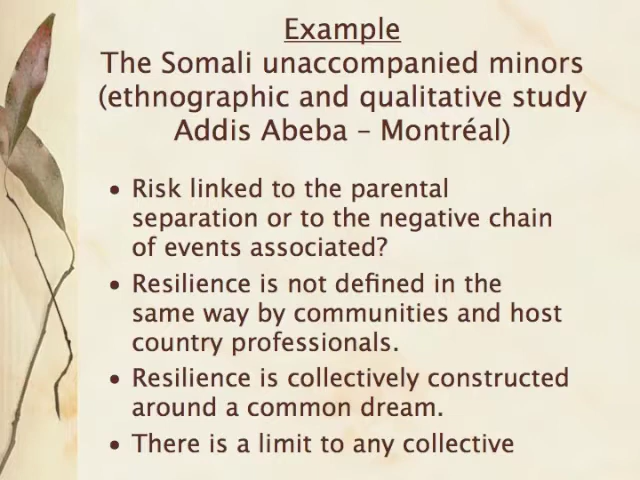 Example
The Somali unaccompanied minors
(ethnographic and qualitative study
Addis Abeba – Montréal)
• Risk linked to the parental
separation or to the negative chain
of events associated?
• Resilience is not defined in the
same way by communities and host
country professionals.
• Resilience is collectively constructed
around a common dream.
• There is a limit to any collective